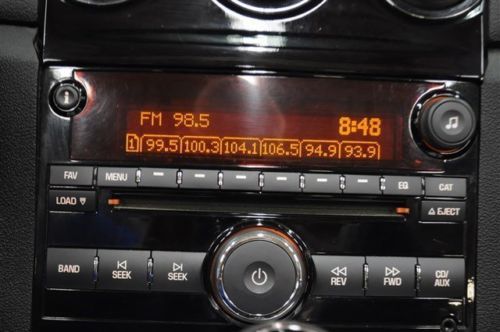 FM 98.5 8:48
1 99.5 100.3 104.1 106.5 94.9 93.9
FAV MENU EQ CAT
LOAD EJECT
BAND SEEK SEEK REV FWD CD/
AUX